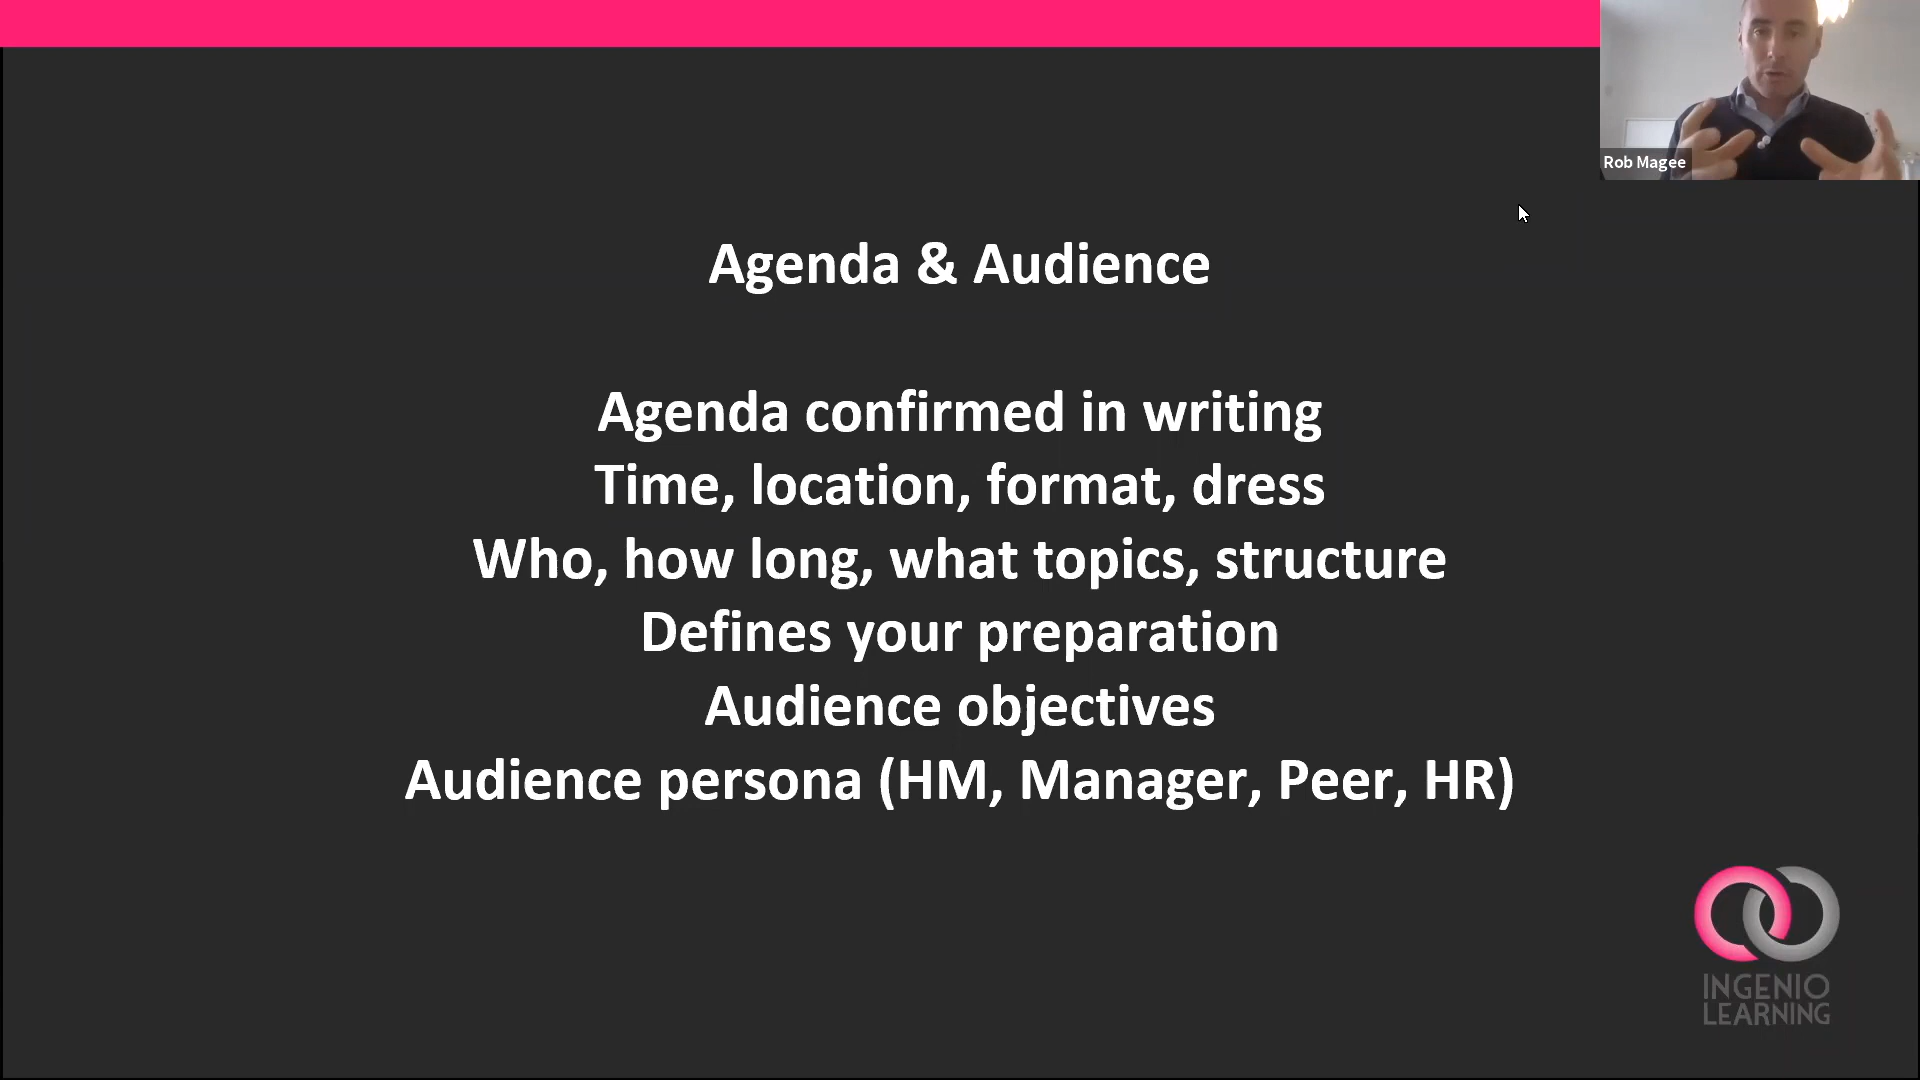 Rob Magee
Agenda & Audience
Agenda confirmed in writing
Time, location, format, dress
Who, how long, what topics, structure
Defines your preparation
Audience objectives
Audience persona (HM, Manager, Peer, HR)
INGENIO
LEARNING